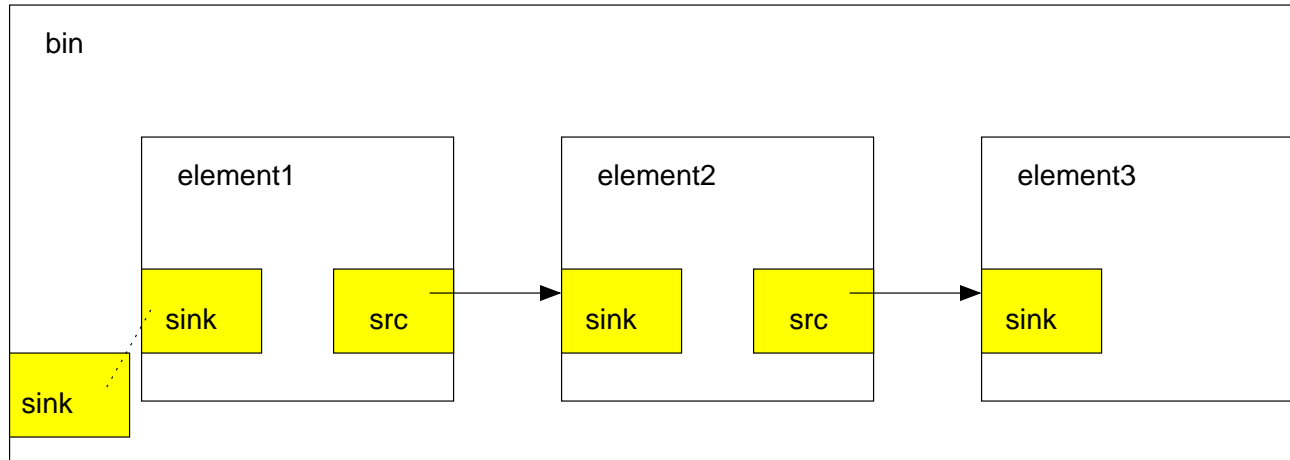 bin
element1
element2
element3
sink
src
sink
src
sink
sink